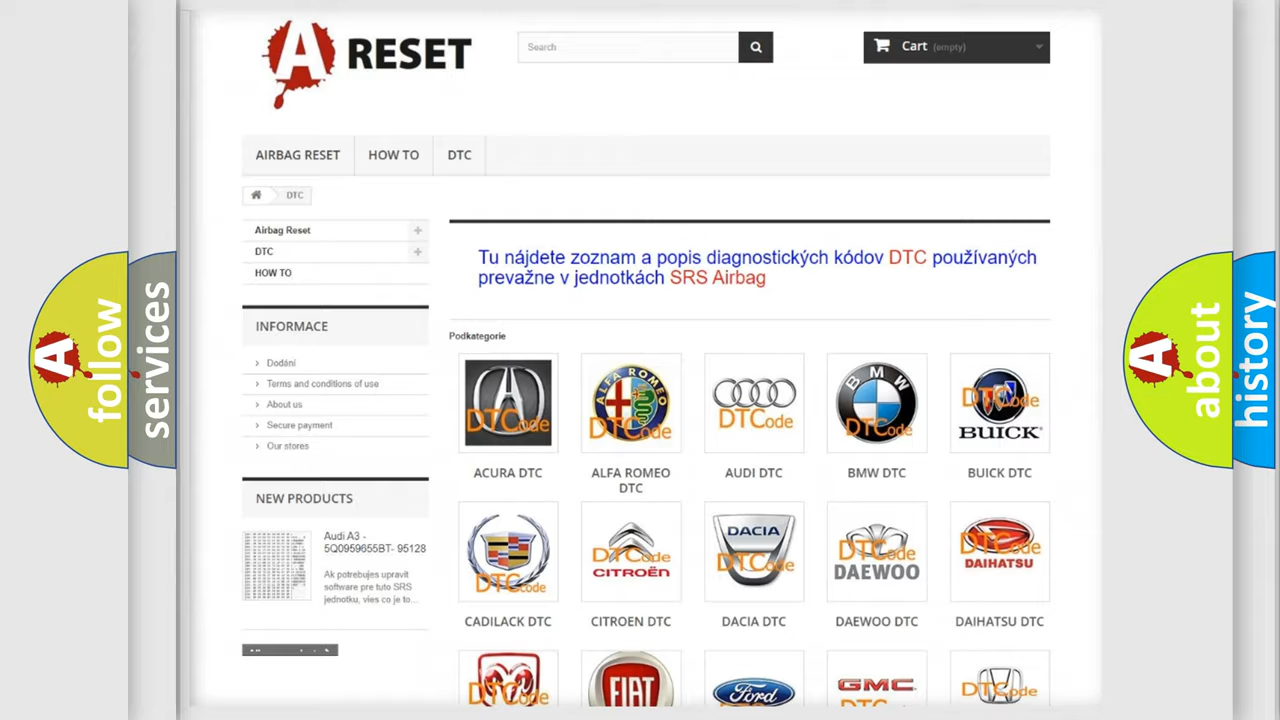 A RESET
Search
Cart (empty)
AIRBAG RESET
HOW TO
DTC
DTC
Airbag Reset
DTC
HOW TO
Tu nájdete zoznam a popis diagnostických kódov DTC používaných
prevažne v jednotkách SRS Airbag
INFORMACE
Dodání
Terms and conditions of use
About us
Secure payment
Our stores
NEW PRODUCTS
Audi A3 -
5Q0959655BT- 95128
Ak potrebujes upravit
software pre tuto SRS
jednotku, vies co je to...
Podkategorie
DTCode
ALFA ROMEO
DTCode
DTCode
BMW
DTCode
DTCode
BUICK
ACURA DTC
ALFA ROMEO
DTC
AUDI DTC
BMW DTC
BUICK DTC
DTCode
DTCode
CITROËN
DACIA
DTCode
DTCode
DAEWOO
DTCode
DAIHATSU
CADILACK DTC
CITROEN DTC
DACIA DTC
DAEWOO DTC
DAIHATSU DTC
DTCode
FIAT
Ford
GMC
DTCode
A follow
services
A about
history